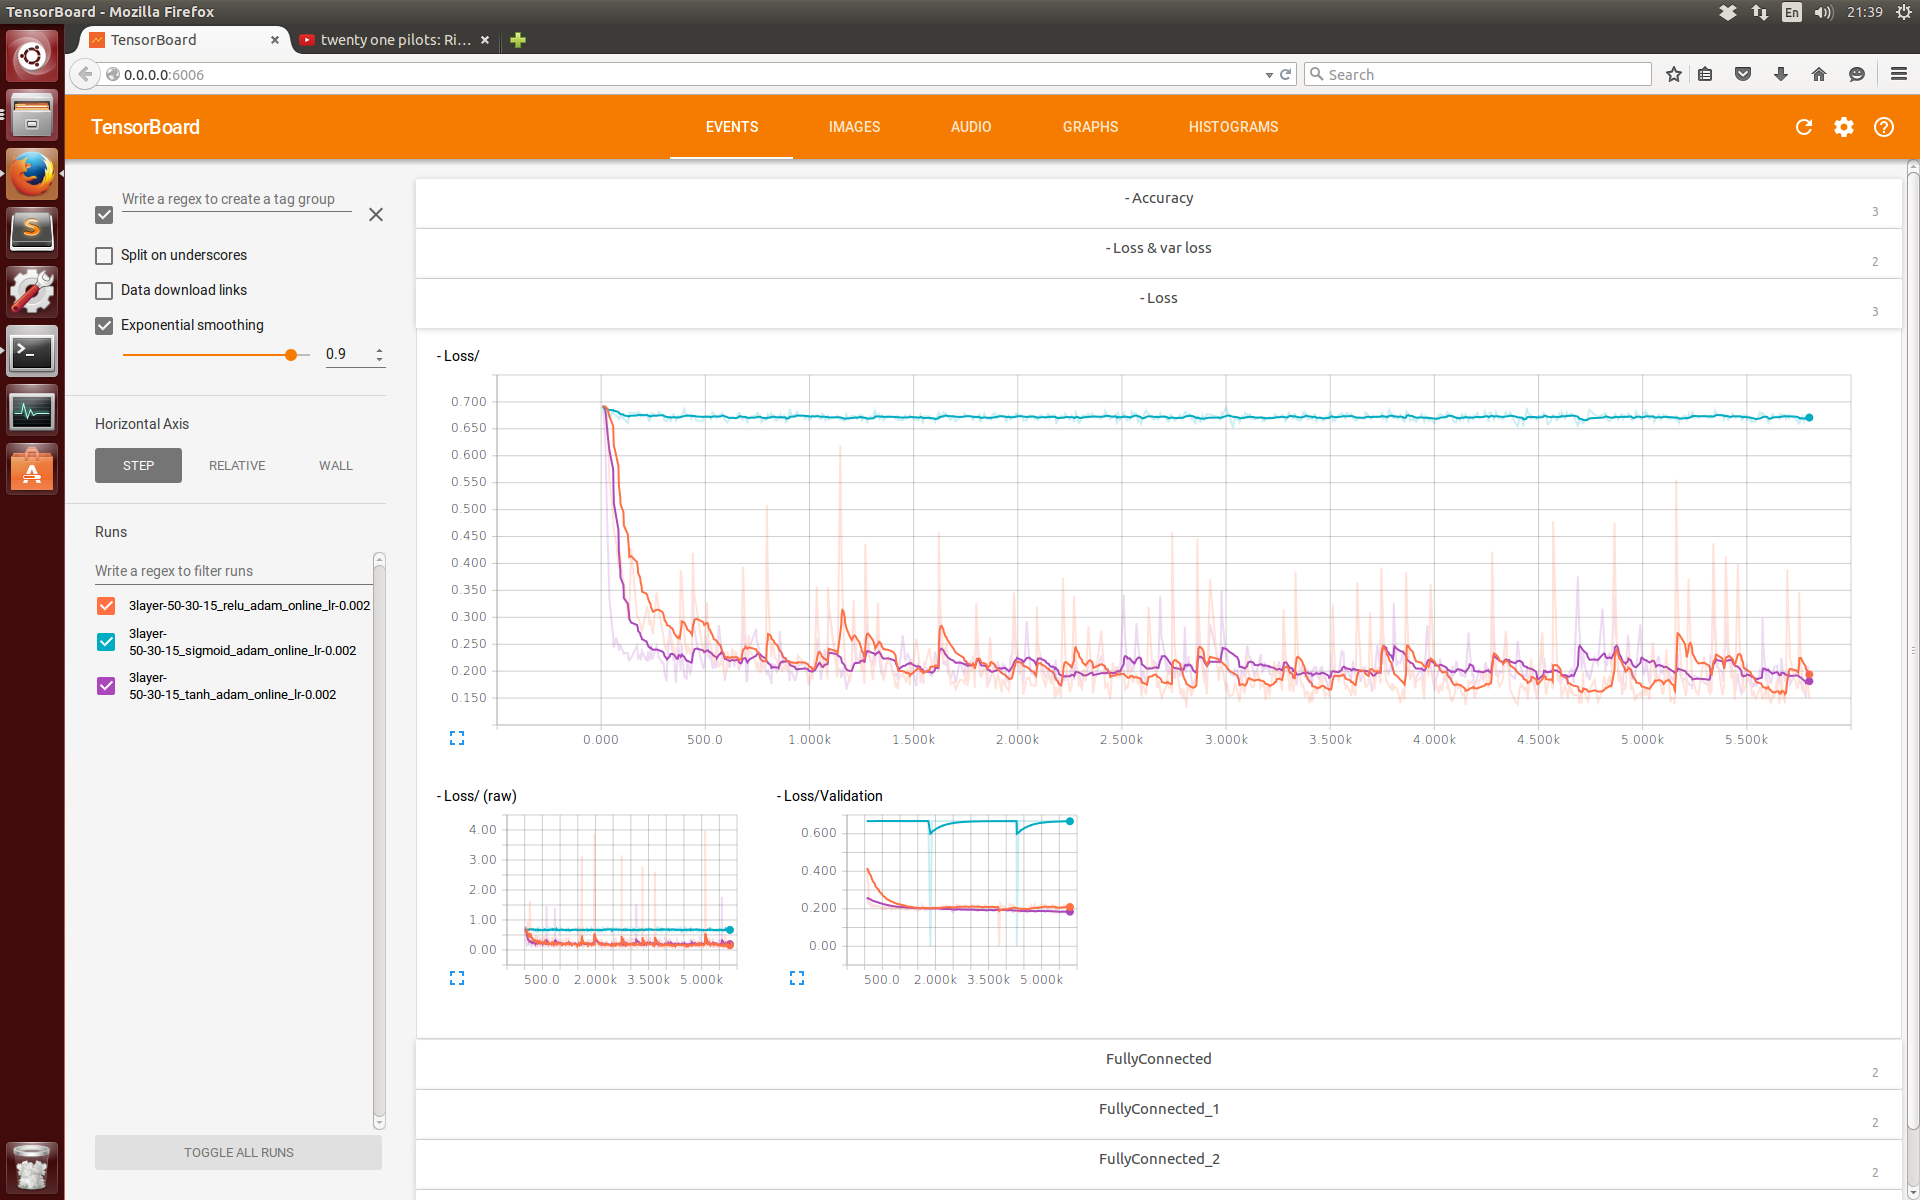 TensorBoard - Mozilla Firefox
En
21:39
TensorBoard
twenty one pilots: Ri...
0.0.0.0:6006
Search
TensorBoard
EVENTS
IMAGES
AUDIO
GRAPHS
HISTOGRAMS
Write a regex to create a tag group
Split on underscores
Data download links
Exponential smoothing
0.9
Horizontal Axis
STEP
RELATIVE
WALL
Runs
Write a regex to filter runs
3layer-50-30-15_relu_adam_online_lr-0.002
3layer-
50-30-15_sigmoid_adam_online_lr-0.002
3layer-
50-30-15_tanh_adam_online_lr-0.002
TOGGLE ALL RUNS
- Accuracy
3
- Loss & var loss
2
- Loss
3
- Loss/
0.700
0.650
0.600
0.550
0.500
0.450
0.400
0.350
0.300
0.250
0.200
0.150
0.000
500.0
1.000k
1.500k
2.000k
2.500k
3.000k
3.500k
4.000k
4.500k
5.000k
5.500k
- Loss/ (raw)
4.00
3.00
2.00
1.00
0.00
500.0
2.000k
3.500k
5.000k
- Loss/Validation
0.600
0.400
0.200
0.00
500.0
2.000k
3.500k
5.000k
FullyConnected
2
FullyConnected_1
2
FullyConnected_2
2